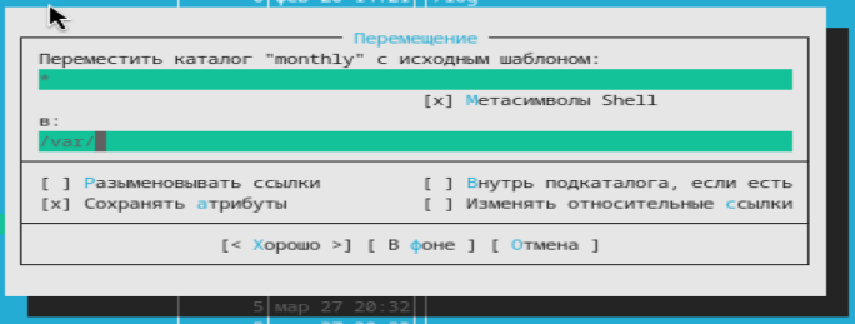 Перемещение
Переместить каталог "monthly" с исходным шаблоном:
*
[x] Метасимволы Shell
в:
/var/
[ ] Разыменовывать ссылки [ ] Внутрь подкаталога, если есть
[x] Сохранять атрибуты [ ] Изменять относительные ссылки
[< Хорошо >] [ В фоне ] [ Отмена ]
5 мар 27 20:32